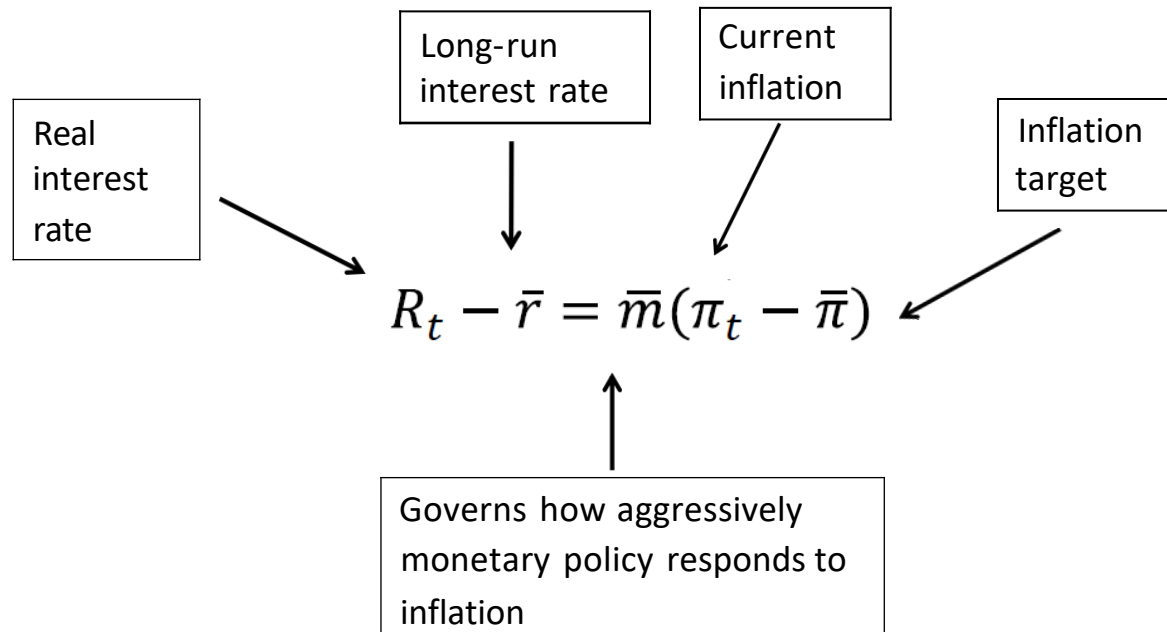 Long-run
interest rate
Current
inflation
Real
interest
rate
Inflation
target
R_t − r̄ = m̄(π_t − π̄)
Governs how aggressively
monetary policy responds to
inflation